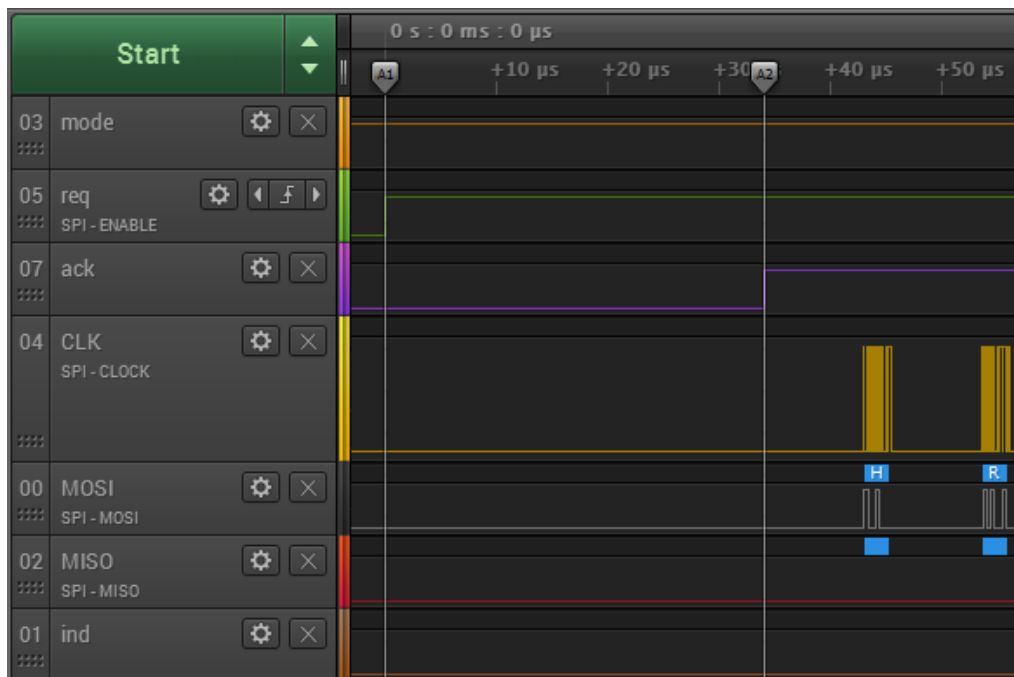 Start
0 s : 0 ms : 0 µs
A1 +10 µs +20 µs +30 A2 +40 µs +50 µs
03 mode
05 req
SPI - ENABLE
07 ack
04 CLK
SPI - CLOCK
H R
00 MOSI
SPI - MOSI
02 MISO
SPI - MISO
01 ind